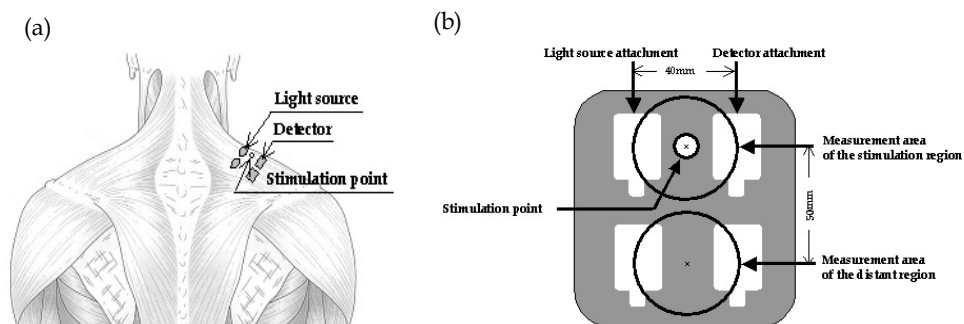 (a)
Light source
Detector
Stimulation point
(b)
Light source attachment
Detector attachment
40mm
Measurement area
of the stimulation region
Stimulation point
50mm
Measurement area
of the distant region